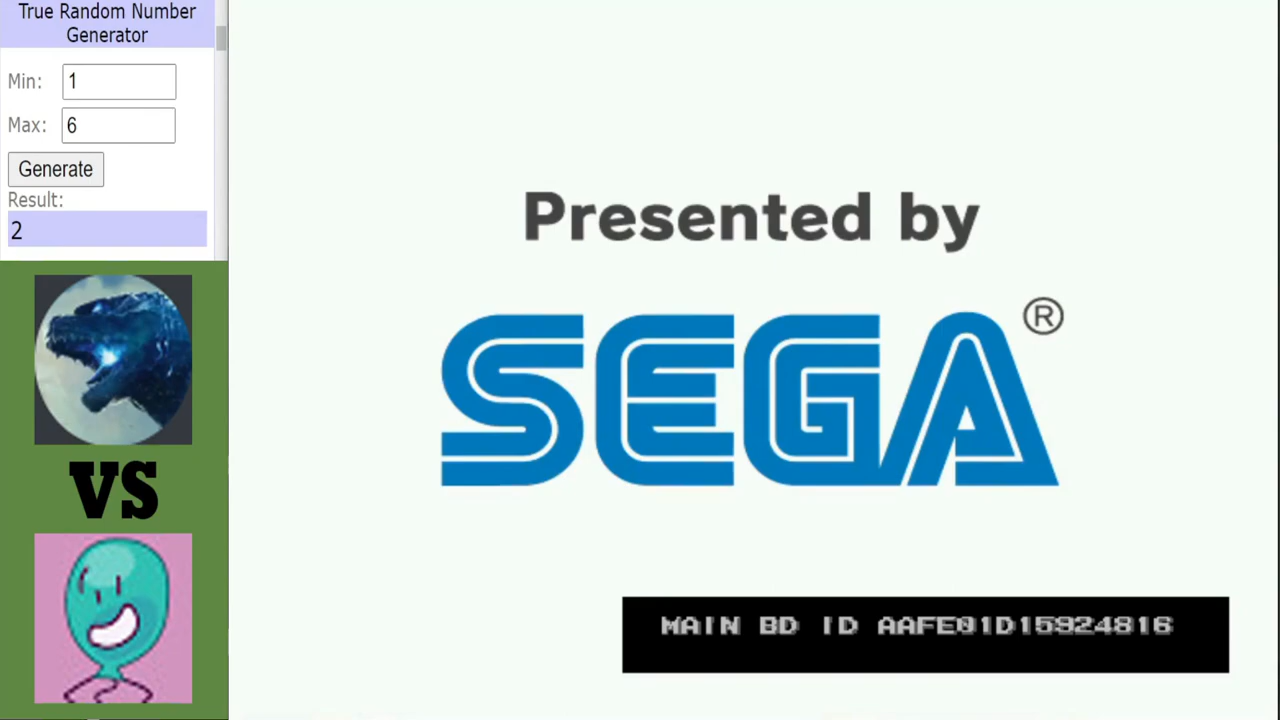 True Random Number
Generator
Min: 1
Max: 6
Generate
Result:
2
VS
Presented by
SEGA®
MAIN BD ID AAFE01D15924816